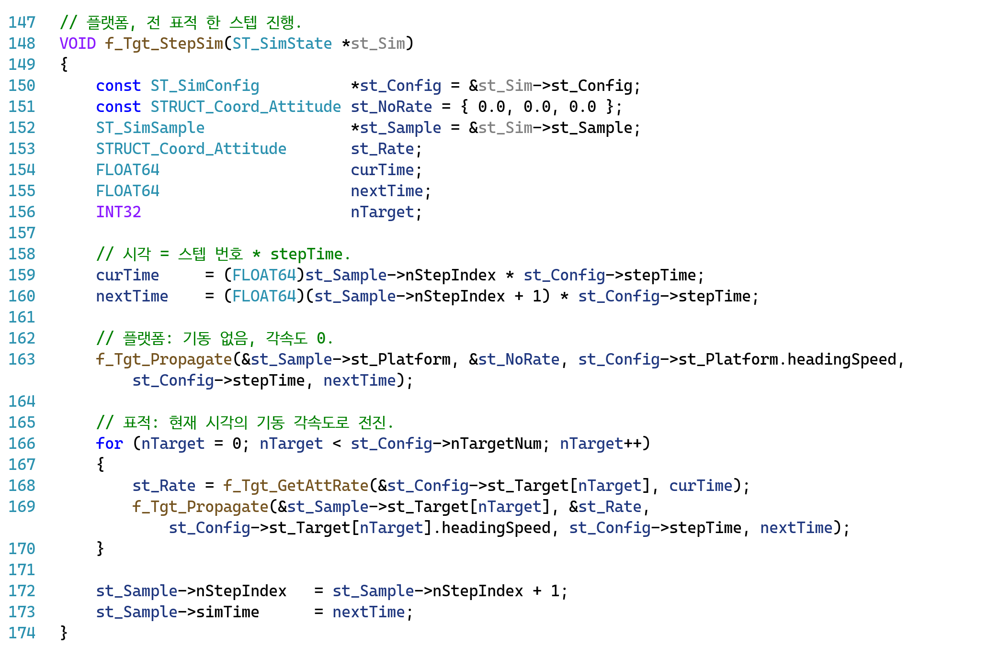 147 // 플랫폼, 전 표적 한 스텝 진행.
148 VOID f_Tgt_StepSim(ST_SimState *st_Sim)
149 {
150     const ST_SimConfig          *st_Config = &st_Sim->st_Config;
151     const STRUCT_Coord_Attitude st_NoRate = { 0.0, 0.0, 0.0 };
152     ST_SimSample                *st_Sample = &st_Sim->st_Sample;
153     STRUCT_Coord_Attitude       st_Rate;
154     FLOAT64                     curTime;
155     FLOAT64                     nextTime;
156     INT32                       nTarget;
157
158     // 시각 = 스텝 번호 * stepTime.
159     curTime     = (FLOAT64)st_Sample->nStepIndex * st_Config->stepTime;
160     nextTime    = (FLOAT64)(st_Sample->nStepIndex + 1) * st_Config->stepTime;
161
162     // 플랫폼: 기동 없음, 각속도 0.
163     f_Tgt_Propagate(&st_Sample->st_Platform, &st_NoRate, st_Config->st_Platform.headingSpeed,
            st_Config->stepTime, nextTime);
164
165     // 표적: 현재 시각의 기동 각속도로 전진.
166     for (nTarget = 0; nTarget < st_Config->nTargetNum; nTarget++)
167     {
168         st_Rate = f_Tgt_GetAttRate(&st_Config->st_Target[nTarget], curTime);
169         f_Tgt_Propagate(&st_Sample->st_Target[nTarget], &st_Rate,
                st_Config->st_Target[nTarget].headingSpeed, st_Config->stepTime, nextTime);
170     }
171
172     st_Sample->nStepIndex   = st_Sample->nStepIndex + 1;
173     st_Sample->simTime      = nextTime;
174 }